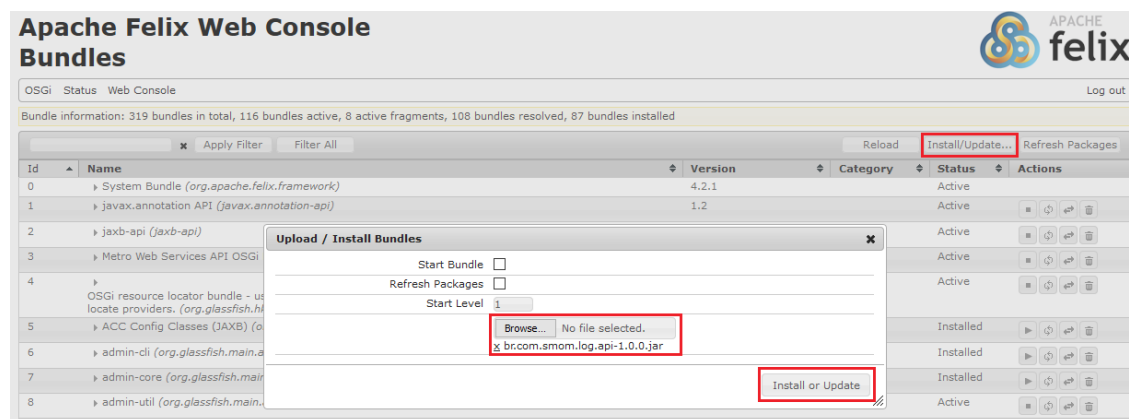 Apache Felix Web Console
Bundles
APACHE
felix
OSGi Status Web Console Log out
Bundle information: 319 bundles in total, 116 bundles active, 8 active fragments, 108 bundles resolved, 87 bundles installed
x Apply Filter Filter All Reload Install/Update... Refresh Packages
Id Name Version Category Status Actions
0 System Bundle (org.apache.felix.framework) 4.2.1 Active
1 javax.annotation API (javax.annotation-api) 1.2 Active
2 jaxb-api (jaxb-api) Active
3 Metro Web Services API OSGi Active
4 Active
OSGi resource locator bundle - us
locate providers. (org.glassfish.hk
5 ACC Config Classes (JAXB) (o Installed
6 admin-cli (org.glassfish.main.a Installed
7 admin-core (org.glassfish.main Installed
8 admin-util (org.glassfish.main. Active
Upload / Install Bundles x
Start Bundle
Refresh Packages
Start Level 1
Browse... No file selected.
x br.com.smom.log.api-1.0.0.jar
Install or Update